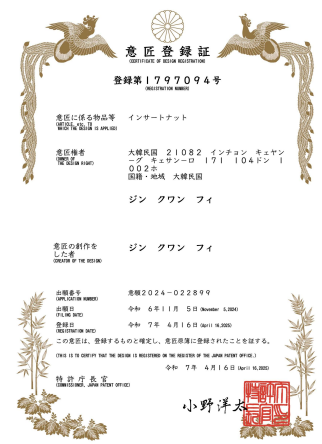 意匠登録証
(CERTIFICATE OF DESIGN REGISTRATION)
登録第1797094号
(REGISTRATION NUMBER)
意匠に係る物品等 インサートナット
(ARTICLE, etc. TO
WHICH THE DESIGN IS APPLIED)
意匠権者 大韓民国 21082 インチョン キェヤン
(OWNER OF
THE DESIGN RIGHT)
ーグ キェサンーロ 171 104ドン 1
002ホ
国籍・地域 大韓民国
ジン クワン フィ
意匠の創作を
した者 ジン クワン フィ
(CREATOR OF THE DESIGN)
出願番号 意願2024-022899
(APPLICATION NUMBER)
出願日 令和 6年11月 5日(November 5,2024)
(FILING DATE)
登録日 令和 7年 4月16日(April 16,2025)
(REGISTRATION DATE)
この意匠は、登録するものと確定し、意匠原簿に登録されたことを証する。
(THIS IS TO CERTIFY THAT THE DESIGN IS REGISTERED ON THE REGISTER OF THE JAPAN PATENT OFFICE.)
令和 7年 4月16日(April 16,2025)
特許庁長官
(COMMISSIONER, JAPAN PATENT OFFICE)
小野洋太